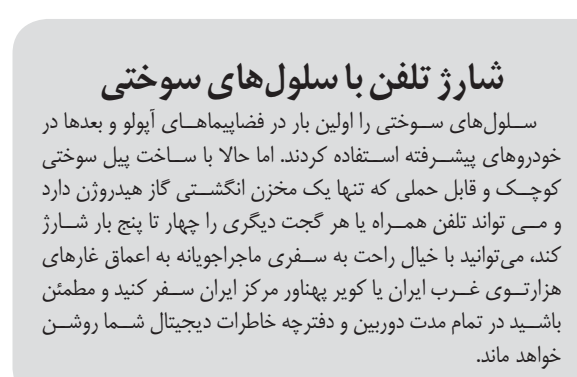 شارژ تلفن با سلول‌های سوختی
سلول‌های سوختی را اولین بار در فضاپیماهای آپولو و بعدها در
خودروهای پیشرفته استفاده کردند. اما حالا با ساخت پیل سوختی
کوچک و قابل حملی که تنها یک مخزن انگشتی گاز هیدروژن دارد
و می تواند تلفن همراه یا هر گجت دیگری را چهار تا پنج بار شارژ
کند، می‌توانید با خیال راحت به سفری ماجراجویانه به اعماق غارهای
هزارتوی غرب ایران یا کویر پهناور مرکز ایران سفر کنید و مطمئن
باشید در تمام مدت دوربین و دفترچه خاطرات دیجیتال شما روشن
خواهد ماند.